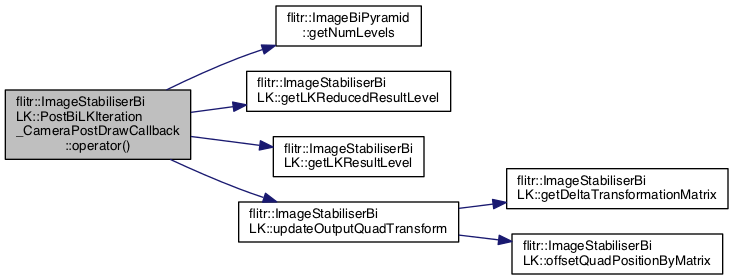 flitr::ImageStabiliserBi
LK::PostBiLKIteration
_CameraPostDrawCallback
::operator()
flitr::ImageBiPyramid
::getNumLevels
flitr::ImageStabiliserBi
LK::getLKReducedResultLevel
flitr::ImageStabiliserBi
LK::getLKResultLevel
flitr::ImageStabiliserBi
LK::updateOutputQuadTransform
flitr::ImageStabiliserBi
LK::getDeltaTransformationMatrix
flitr::ImageStabiliserBi
LK::offsetQuadPositionByMatrix